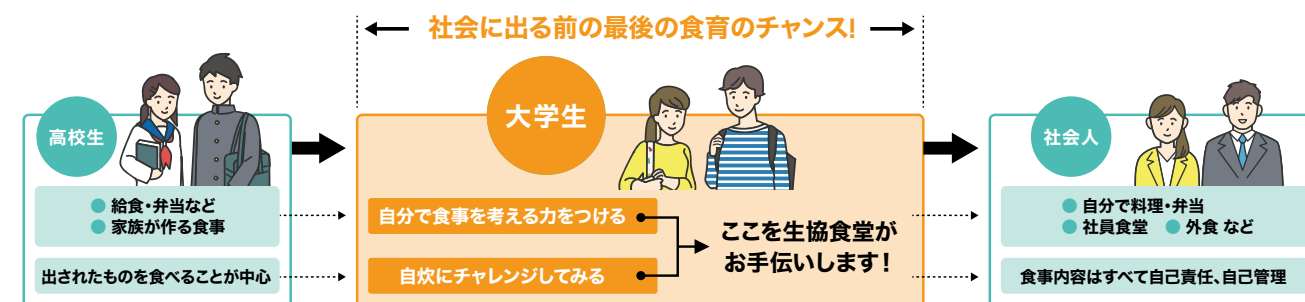 社会に出る前の最後の食育のチャンス!
高校生
● 給食・弁当など
● 家族が作る食事
出されたものを食べることが中心
大学生
自分で食事を考える力をつける
自炊にチャレンジしてみる
ここを生協食堂が
お手伝いします!
社会人
● 自分で料理・弁当
● 社員食堂 ● 外食 など
食事内容はすべて自己責任、自己管理